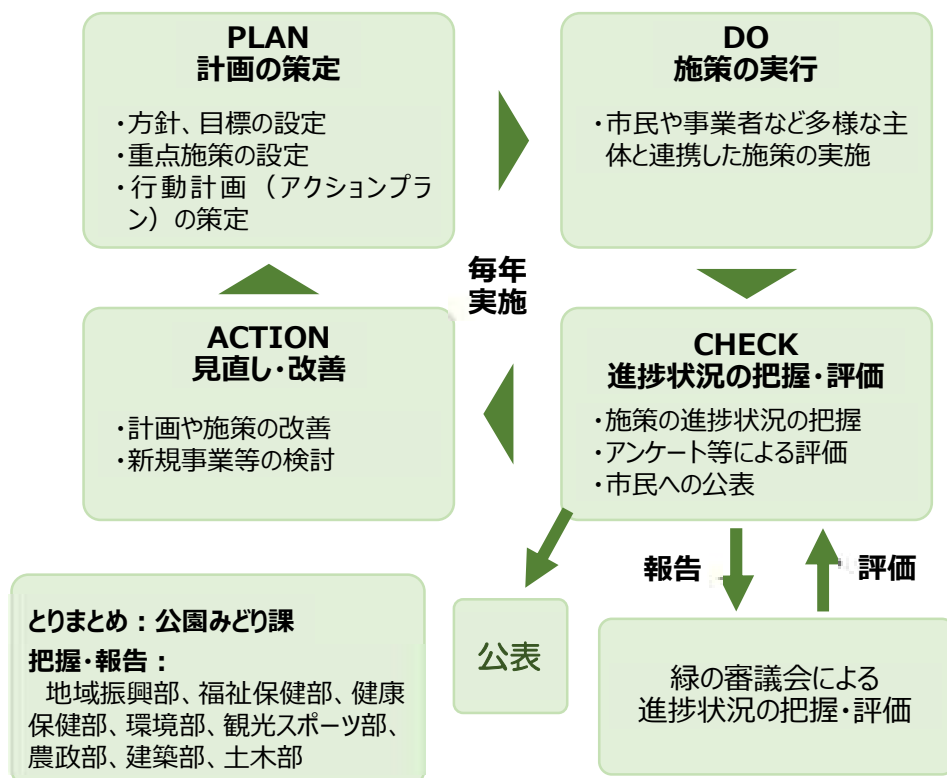 PLAN
計画の策定
・方針、目標の設定
・重点施策の設定
・行動計画（アクションプラ
ン）の策定
DO
施策の実行
・市民や事業者など多様な主
体と連携した施策の実施
毎年
実施
ACTION
見直し・改善
・計画や施策の改善
・新規事業等の検討
CHECK
進捗状況の把握・評価
・施策の進捗状況の把握
・アンケート等による評価
・市民への公表
報告
評価
とりまとめ：公園みどり課
把握・報告：
地域振興部、福祉保健部、健康
保健部、環境部、観光スポーツ部、
農政部、建築部、土木部
公表
緑の審議会による
進捗状況の把握・評価